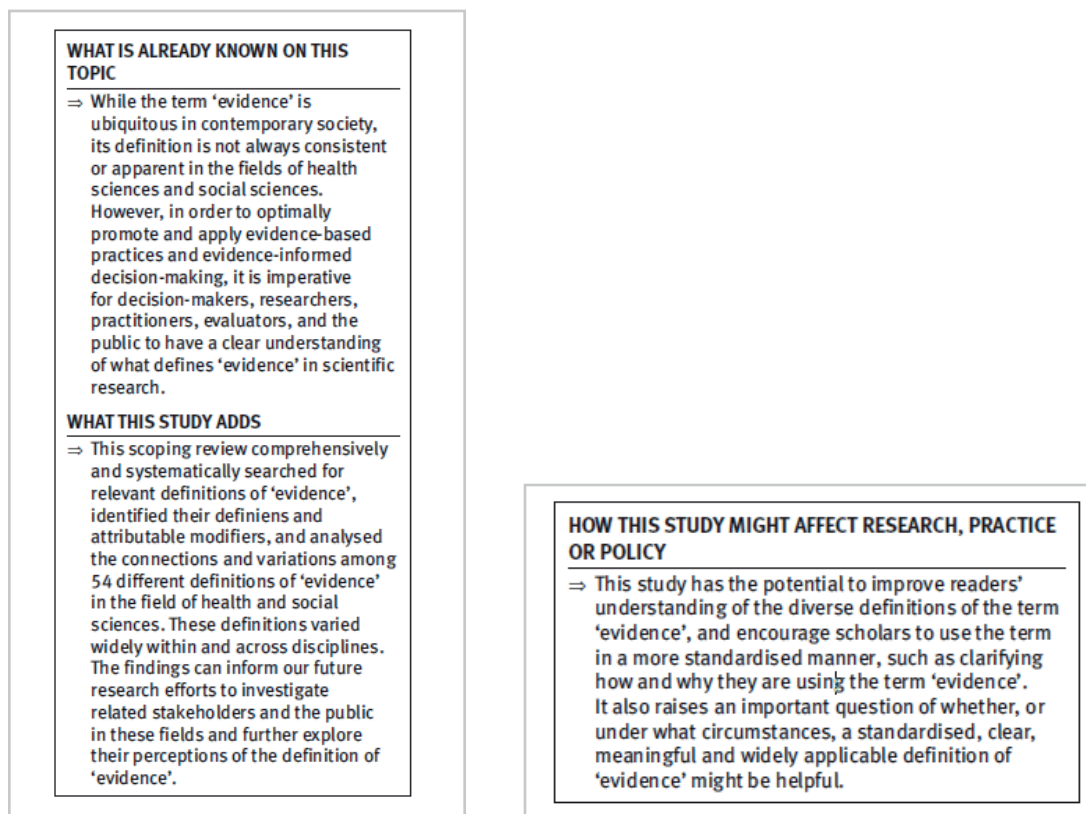 WHAT IS ALREADY KNOWN ON THIS
TOPIC
⇒ While the term ‘evidence’ is
ubiquitous in contemporary society,
its definition is not always consistent
or apparent in the fields of health
sciences and social sciences.
However, in order to optimally
promote and apply evidence-based
practices and evidence-informed
decision-making, it is imperative
for decision-makers, researchers,
practitioners, evaluators, and the
public to have a clear understanding
of what defines ‘evidence’ in scientific
research.
WHAT THIS STUDY ADDS
⇒ This scoping review comprehensively
and systematically searched for
relevant definitions of ‘evidence’,
identified their definiens and
attributable modifiers, and analysed
the connections and variations among
54 different definitions of ‘evidence’
in the field of health and social
sciences. These definitions varied
widely within and across disciplines.
The findings can inform our future
research efforts to investigate
related stakeholders and the public
in these fields and further explore
their perceptions of the definition of
‘evidence’.
HOW THIS STUDY MIGHT AFFECT RESEARCH, PRACTICE
OR POLICY
⇒ This study has the potential to improve readers’
understanding of the diverse definitions of the term
‘evidence’, and encourage scholars to use the term
in a more standardised manner, such as clarifying
how and why they are using the term ‘evidence’.
It also raises an important question of whether, or
under what circumstances, a standardised, clear,
meaningful and widely applicable definition of
‘evidence’ might be helpful.